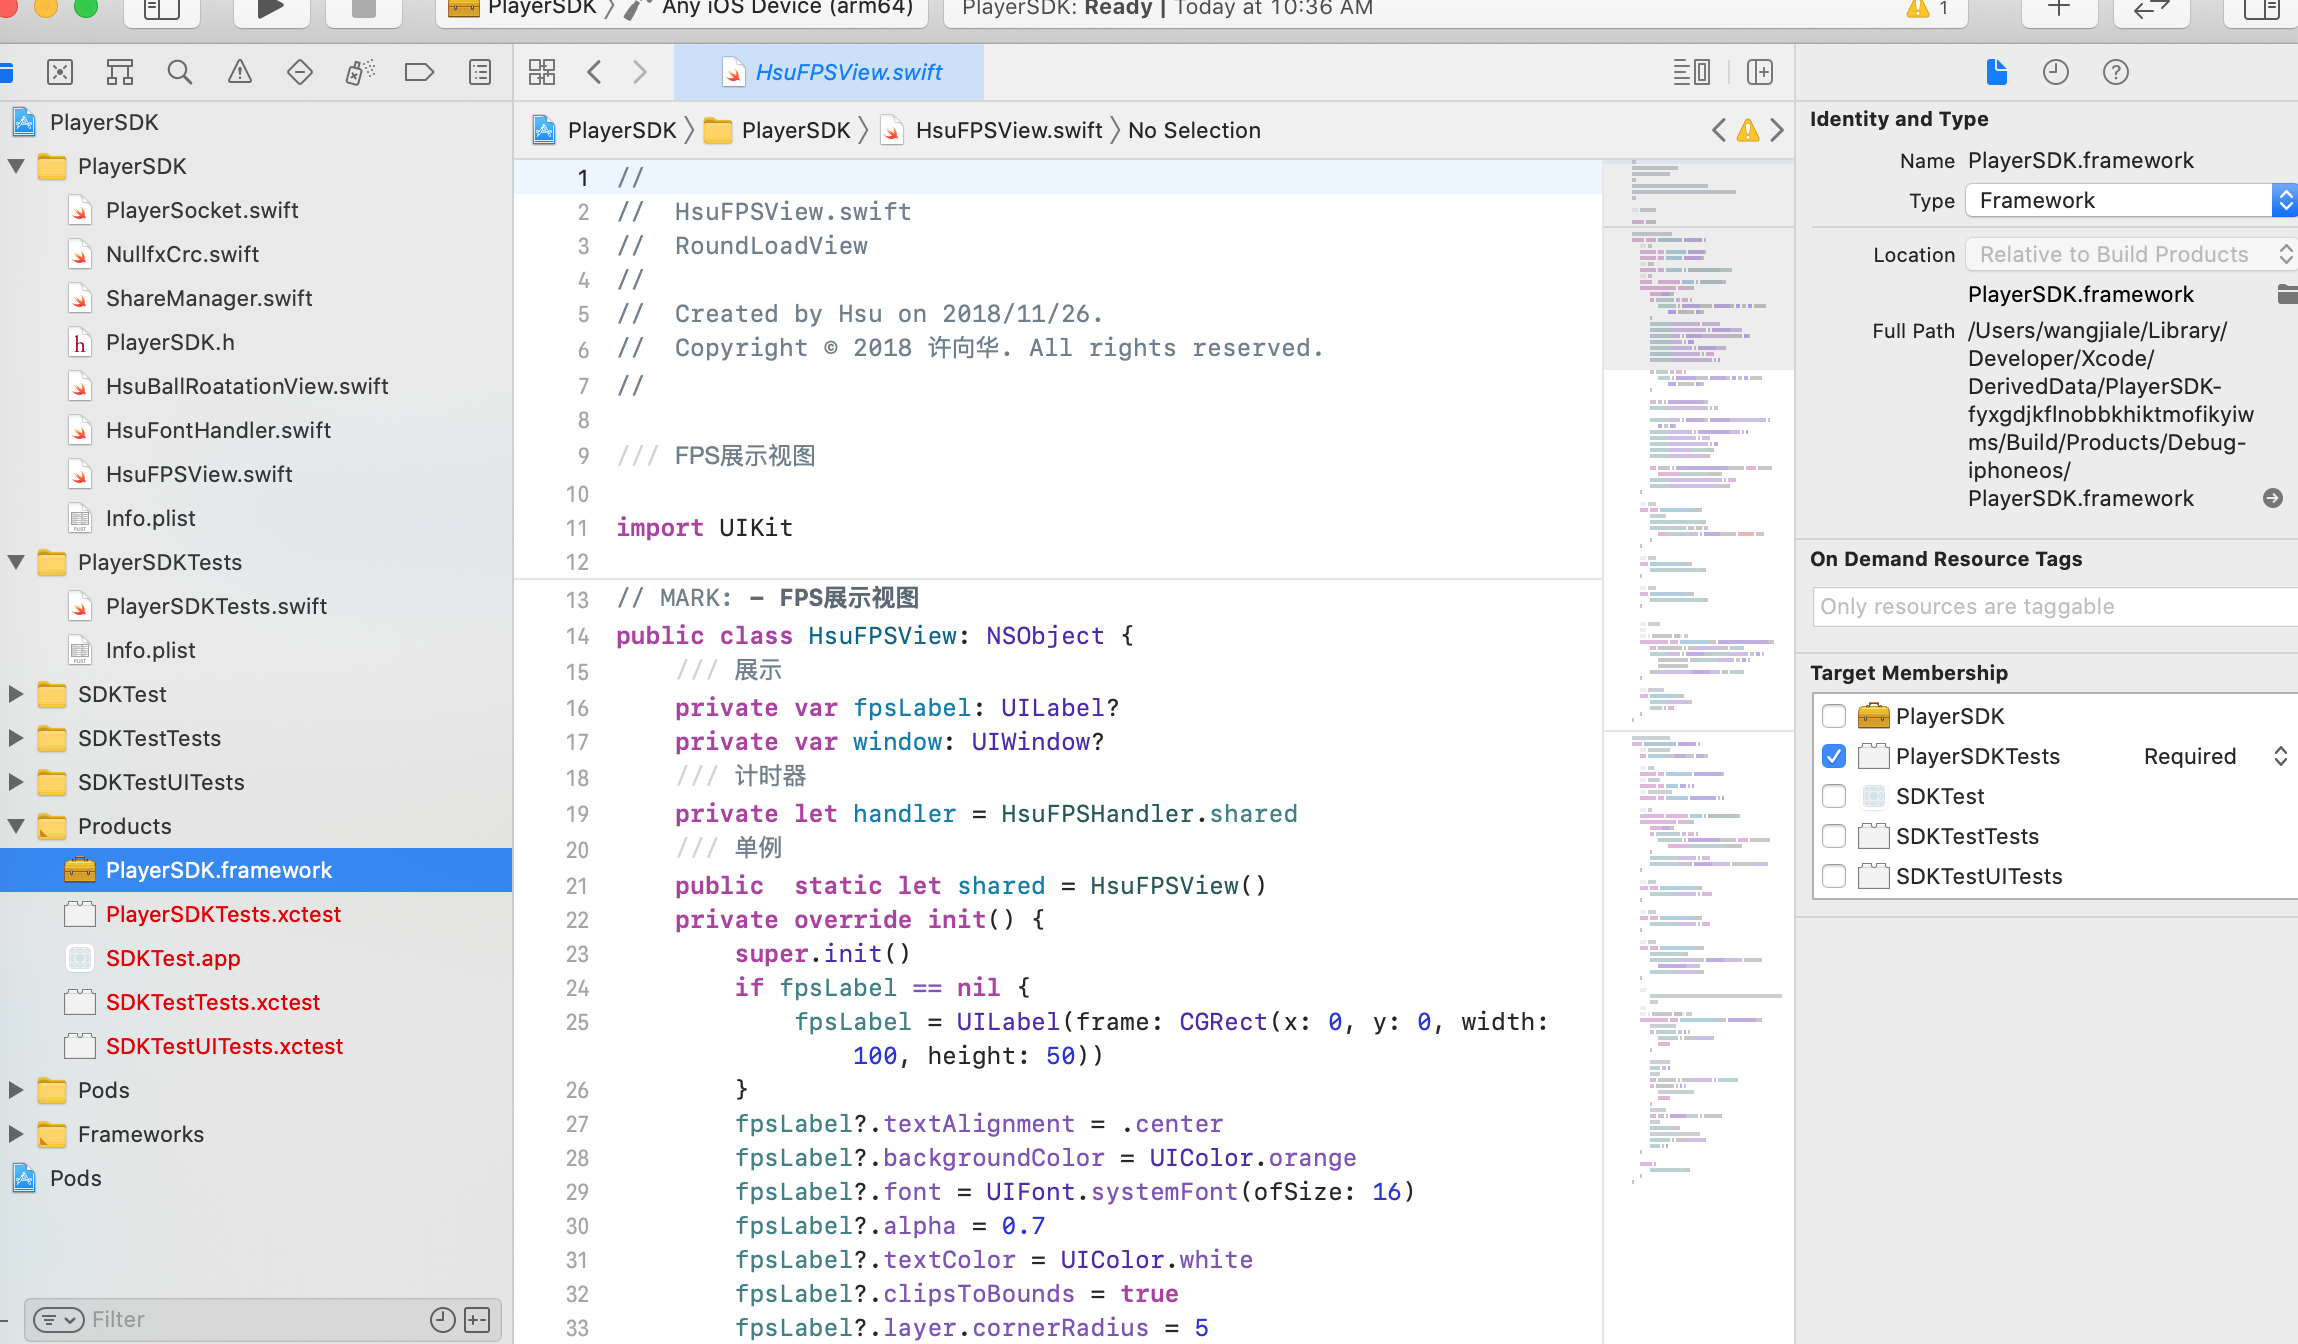 PlayerSDK 〉 Any iOS Device (arm64)
PlayerSDK: Ready | Today at 10:36 AM
1
HsuFPSView.swift
PlayerSDK
PlayerSDK
PlayerSocket.swift
NullfxCrc.swift
ShareManager.swift
PlayerSDK.h
HsuBallRoatationView.swift
HsuFontHandler.swift
HsuFPSView.swift
Info.plist
PlayerSDKTests
PlayerSDKTests.swift
Info.plist
SDKTest
SDKTestTests
SDKTestUITests
Products
PlayerSDK.framework
PlayerSDKTests.xctest
SDKTest.app
SDKTestTests.xctest
SDKTestUITests.xctest
Pods
Frameworks
Pods
Filter
PlayerSDK 〉 PlayerSDK 〉 HsuFPSView.swift 〉 No Selection
1 //
2 //  HsuFPSView.swift
3 //  RoundLoadView
4 //
5 //  Created by Hsu on 2018/11/26.
6 //  Copyright © 2018 许向华. All rights reserved.
7 //
8
9 /// FPS展示视图
10
11 import UIKit
12
13 // MARK: - FPS展示视图
14 public class HsuFPSView: NSObject {
15     /// 展示
16     private var fpsLabel: UILabel?
17     private var window: UIWindow?
18     /// 计时器
19     private let handler = HsuFPSHandler.shared
20     /// 单例
21     public  static let shared = HsuFPSView()
22     private override init() {
23         super.init()
24         if fpsLabel == nil {
25             fpsLabel = UILabel(frame: CGRect(x: 0, y: 0, width:
100, height: 50))
26         }
27         fpsLabel?.textAlignment = .center
28         fpsLabel?.backgroundColor = UIColor.orange
29         fpsLabel?.font = UIFont.systemFont(ofSize: 16)
30         fpsLabel?.alpha = 0.7
31         fpsLabel?.textColor = UIColor.white
32         fpsLabel?.clipsToBounds = true
33         fpsLabel?.layer.cornerRadius = 5
Identity and Type
Name PlayerSDK.framework
Type Framework
Location Relative to Build Products
PlayerSDK.framework
Full Path /Users/wangjiale/Library/
Developer/Xcode/
DerivedData/PlayerSDK-
fyxgdjkflnobbkhiktmofikyiw
ms/Build/Products/Debug-
iphoneos/
PlayerSDK.framework
On Demand Resource Tags
Only resources are taggable
Target Membership
PlayerSDK
PlayerSDKTests Required
SDKTest
SDKTestTests
SDKTestUITests